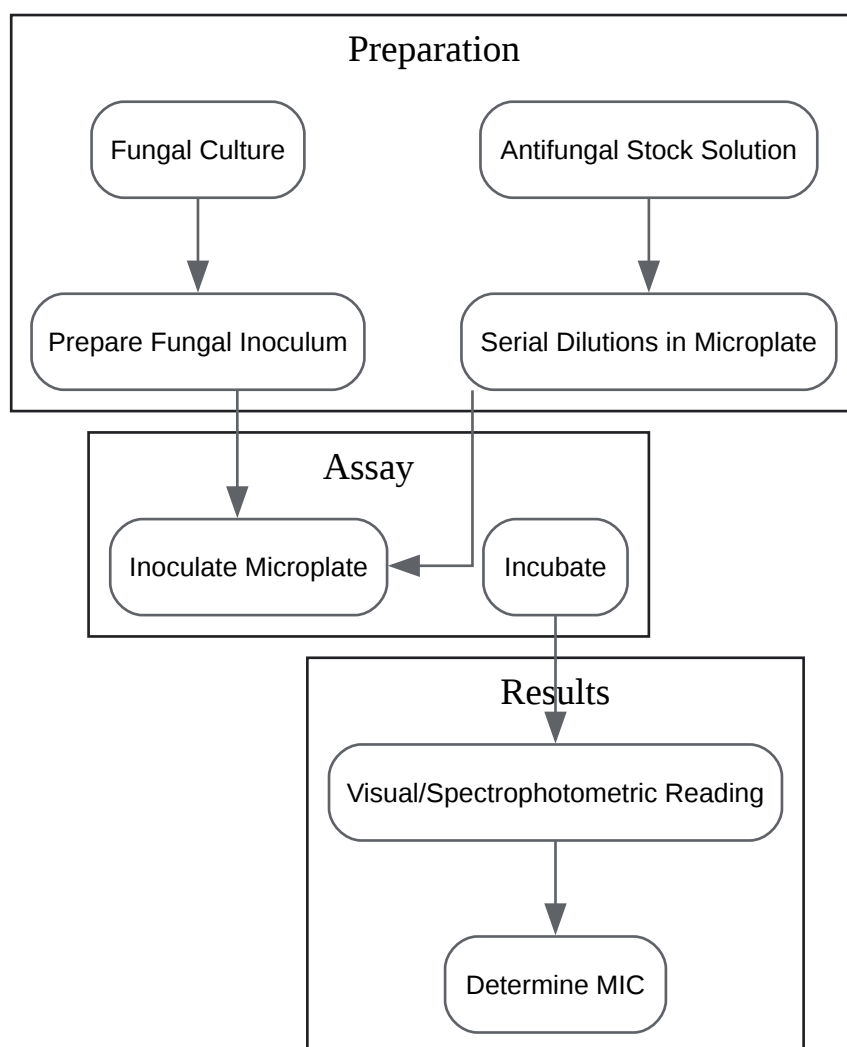 Preparation
Fungal Culture
Antifungal Stock Solution
Prepare Fungal Inoculum
Serial Dilutions in Microplate
Assay
Inoculate Microplate
Incubate
Results
Visual/Spectrophotometric Reading
Determine MIC